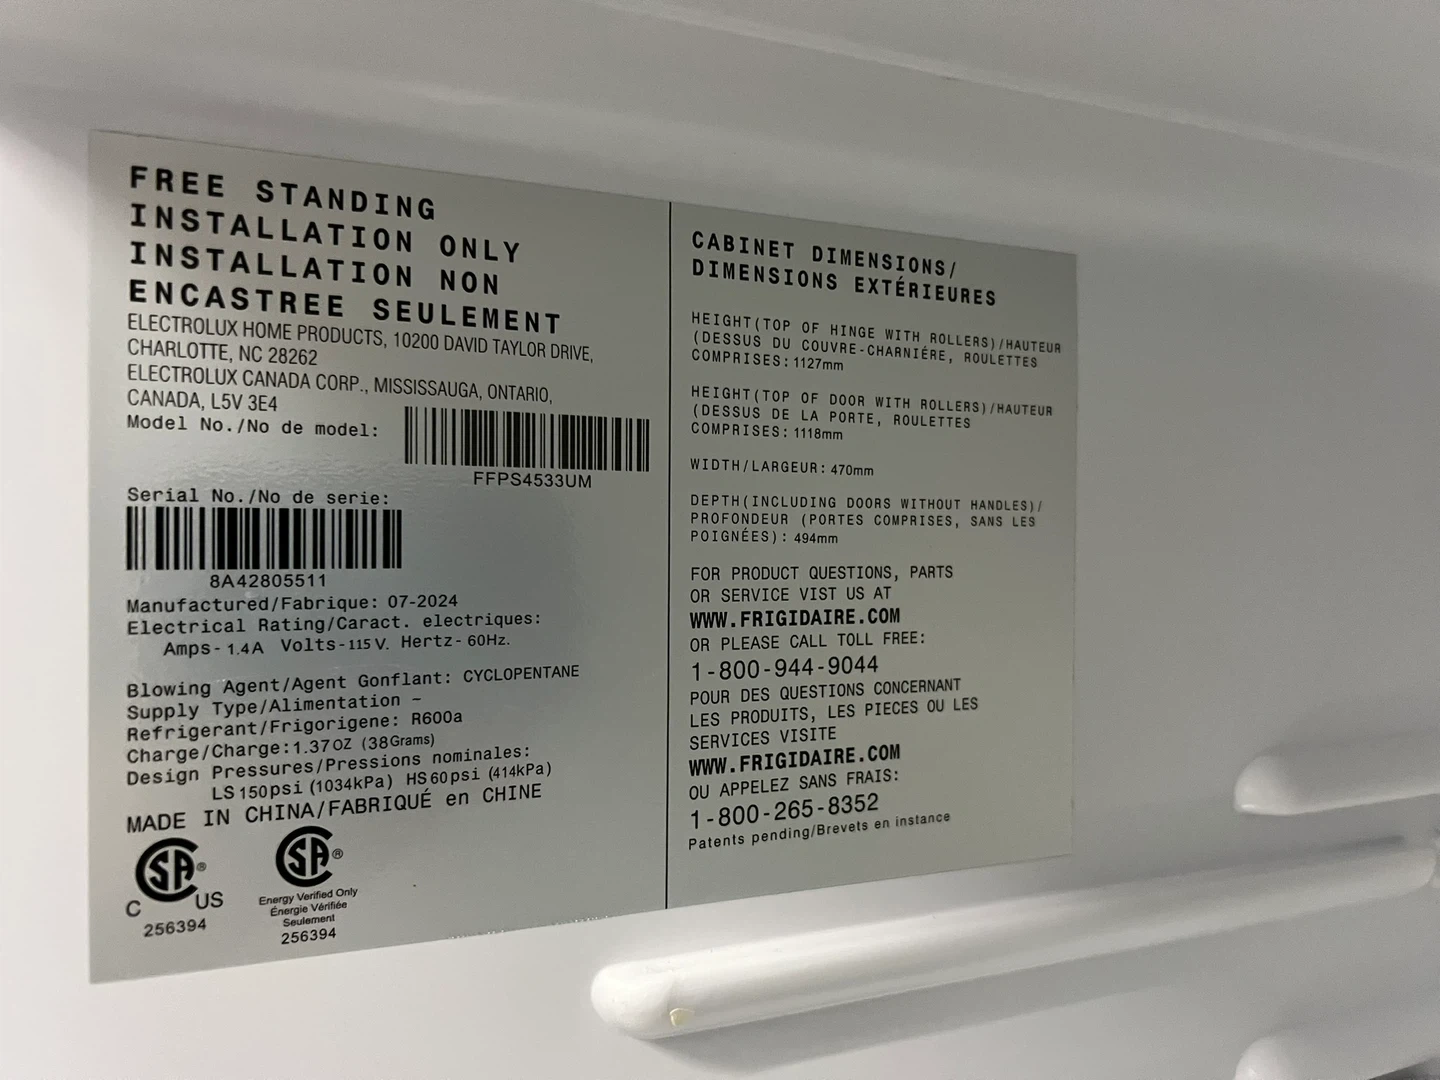 FREE STANDING
INSTALLATION ONLY
INSTALLATION NON
ENCASTREE SEULEMENT
ELECTROLUX HOME PRODUCTS, 10200 DAVID TAYLOR DRIVE,
CHARLOTTE, NC 28262
ELECTROLUX CANADA CORP., MISSISSAUGA, ONTARIO,
CANADA, L5V 3E4
Model No./No de model:
FFPS4533UM
Serial No./No de serie:
8A42805511
Manufactured/Fabrique: 07-2024
Electrical Rating/Caract. electriques:
Amps- 1.4A Volts-115 V. Hertz- 60Hz.
Blowing Agent/Agent Gonflant: CYCLOPENTANE
Supply Type/Alimentation ~
Refrigerant/Frigorigene: R600a
Charge/Charge:1.37OZ (38Grams)
Design Pressures/Pressions nominales:
LS 150psi (1034kPa) HS 60psi (414kPa)
MADE IN CHINA/FABRIQUÉ en CHINE
SA ®
C US
256394
SA ®
Energy Verified Only
Énergie Vérifiée
Seulement
256394
CABINET DIMENSIONS/
DIMENSIONS EXTÉRIEURES
HEIGHT(TOP OF HINGE WITH ROLLERS)/HAUTEUR
(DESSUS DU COUVRE-CHARNIÉRE, ROULETTES
COMPRISES: 1127mm
HEIGHT(TOP OF DOOR WITH ROLLERS)/HAUTEUR
(DESSUS DE LA PORTE, ROULETTES
COMPRISES: 1118mm
WIDTH/LARGEUR: 470mm
DEPTH(INCLUDING DOORS WITHOUT HANDLES)/
PROFONDEUR (PORTES COMPRISES, SANS LES
POIGNÉES): 494mm
FOR PRODUCT QUESTIONS, PARTS
OR SERVICE VIST US AT
WWW.FRIGIDAIRE.COM
OR PLEASE CALL TOLL FREE:
1-800-944-9044
POUR DES QUESTIONS CONCERNANT
LES PRODUITS, LES PIECES OU LES
SERVICES VISITE
WWW.FRIGIDAIRE.COM
OU APPELEZ SANS FRAIS:
1-800-265-8352
Patents pending/Brevets en instance